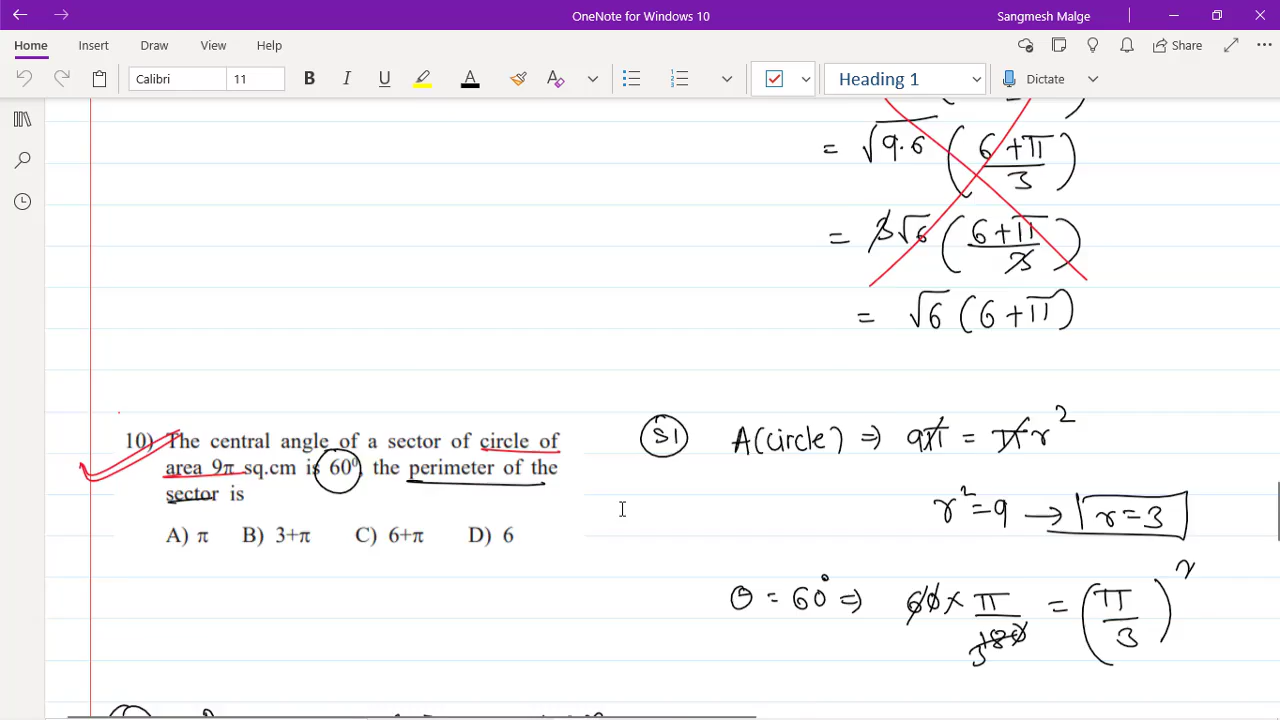 OneNote for Windows 10
Sangmesh Malge
Home Insert Draw View Help
Share
Calibri 11 B I U A A Heading 1 Dictate
= √9·6 (6+π/3)
= 3√6 (6+π/3)
= √6 (6+π)
10) The central angle of a sector of circle of
area 9π sq.cm is 60⁰, the perimeter of the
sector is
A) π B) 3+π C) 6+π D) 6
S1 A(circle) ⇒ 9π = πr²
r² = 9 → r = 3
θ = 60° ⇒ 60 × π/180 3 = (π/3)ʳ